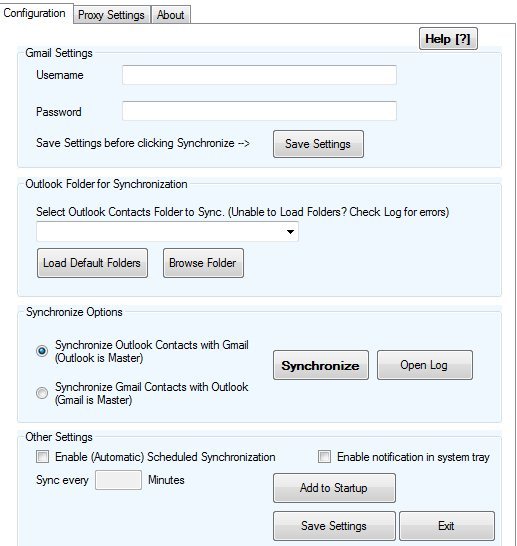 Configuration Proxy Settings About
Help [?]
Gmail Settings
Username
Password
Save Settings before clicking Synchronize --> Save Settings
Outlook Folder for Synchronization
Select Outlook Contacts Folder to Sync. (Unable to Load Folders? Check Log for errors)
Load Default Folders Browse Folder
Synchronize Options
Synchronize Outlook Contacts with Gmail
(Outlook is Master)
Synchronize Open Log
Synchronize Gmail Contacts with Outlook
(Gmail is Master)
Other Settings
Enable (Automatic) Scheduled Synchronization Enable notification in system tray
Sync every Minutes
Add to Startup
Save Settings Exit